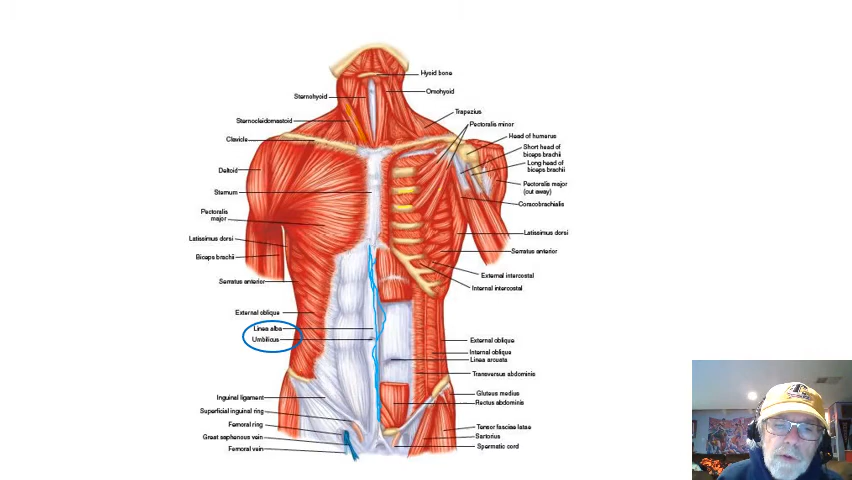 Hyoid bone
Omohyoid
Sternohyoid
Trapezius
Sternocleidomastoid
Pectoralis minor
Clavicle
Head of humerus
Short head of
biceps brachii
Long head of
biceps brachii
Deltoid
Pectoralis major
(cut away)
Sternum
Coracobrachialis
Pectoralis
major
Latissimus dorsi
Latissimus dorsi
Serratus anterior
Biceps brachii
External intercostal
Serratus anterior
Internal intercostal
External oblique
Linea alba
Umbilicus
External oblique
Internal oblique
Linea arcuata
Transversus abdominis
Gluteus medius
Inguinal ligament
Rectus abdominis
Superficial inguinal ring
Femoral ring
Tensor fasciae latae
Great saphenous vein
Sartorius
Femoral vein
Spermatic cord